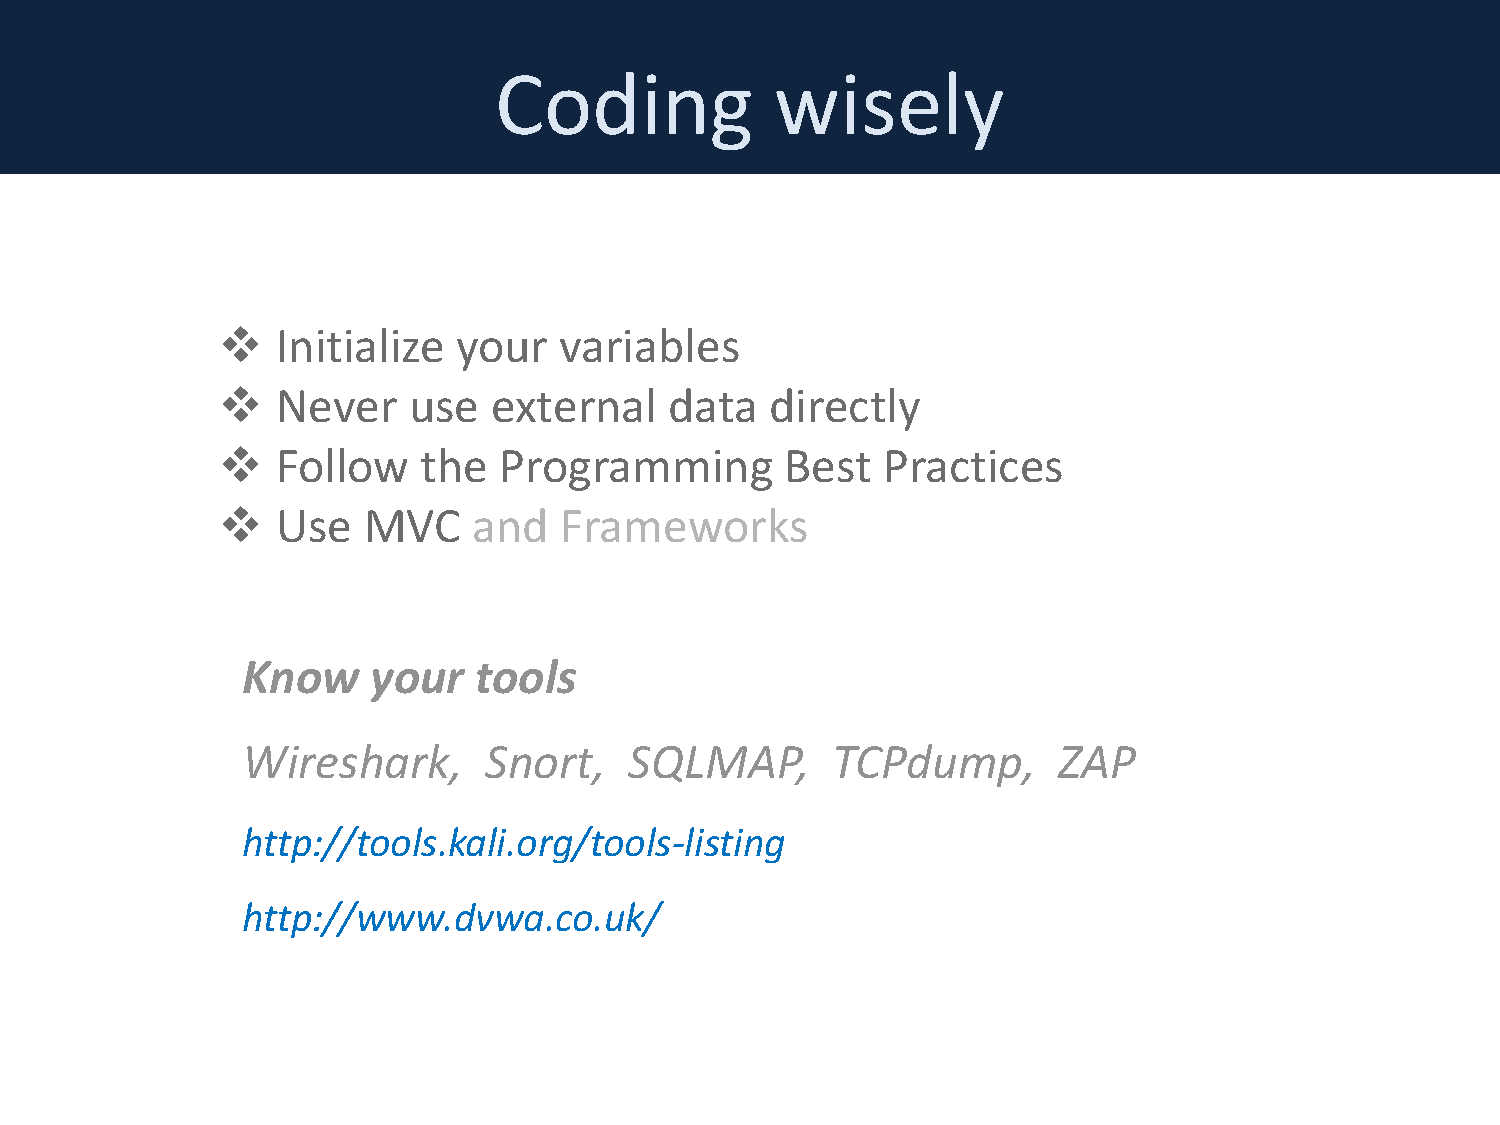 Coding wisely
❖ Initialize your variables
❖ Never use external data directly
❖ Follow the Programming Best Practices
❖ Use MVC and Frameworks
Know your tools
Wireshark, Snort, SQLMAP, TCPdump, ZAP
http://tools.kali.org/tools-listing
http://www.dvwa.co.uk/